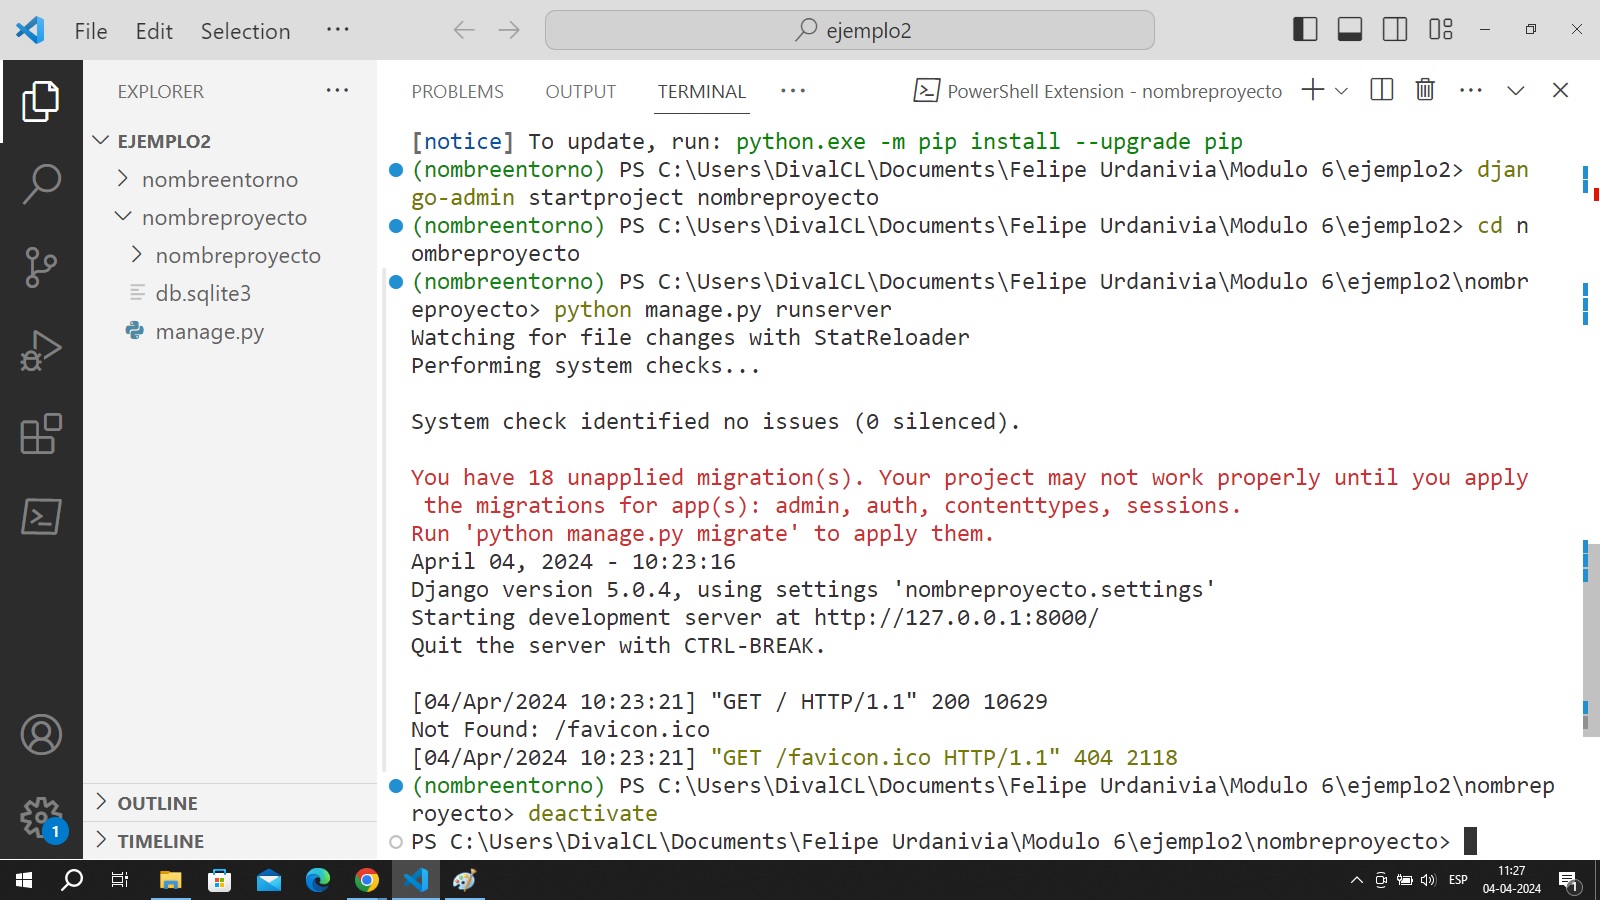 File Edit Selection ··· ejemplo2
EXPLORER ···
EJEMPLO2
nombreentorno
nombreproyecto
nombreproyecto
db.sqlite3
manage.py
OUTLINE
TIMELINE
1
PROBLEMS OUTPUT TERMINAL ··· PowerShell Extension - nombreproyecto ···
[notice] To update, run: python.exe -m pip install --upgrade pip
(nombreentorno) PS C:\Users\DivalCL\Documents\Felipe Urdanivia\Modulo 6\ejemplo2> djan
go-admin startproject nombreproyecto
(nombreentorno) PS C:\Users\DivalCL\Documents\Felipe Urdanivia\Modulo 6\ejemplo2> cd n
ombreproyecto
(nombreentorno) PS C:\Users\DivalCL\Documents\Felipe Urdanivia\Modulo 6\ejemplo2\nombr
eproyecto> python manage.py runserver
Watching for file changes with StatReloader
Performing system checks...
System check identified no issues (0 silenced).
You have 18 unapplied migration(s). Your project may not work properly until you apply
the migrations for app(s): admin, auth, contenttypes, sessions.
Run 'python manage.py migrate' to apply them.
April 04, 2024 - 10:23:16
Django version 5.0.4, using settings 'nombreproyecto.settings'
Starting development server at http://127.0.0.1:8000/
Quit the server with CTRL-BREAK.
[04/Apr/2024 10:23:21] "GET / HTTP/1.1" 200 10629
Not Found: /favicon.ico
[04/Apr/2024 10:23:21] "GET /favicon.ico HTTP/1.1" 404 2118
(nombreentorno) PS C:\Users\DivalCL\Documents\Felipe Urdanivia\Modulo 6\ejemplo2\nombrep
royecto> deactivate
PS C:\Users\DivalCL\Documents\Felipe Urdanivia\Modulo 6\ejemplo2\nombreproyecto>
ESP
11:27
04-04-2024
1